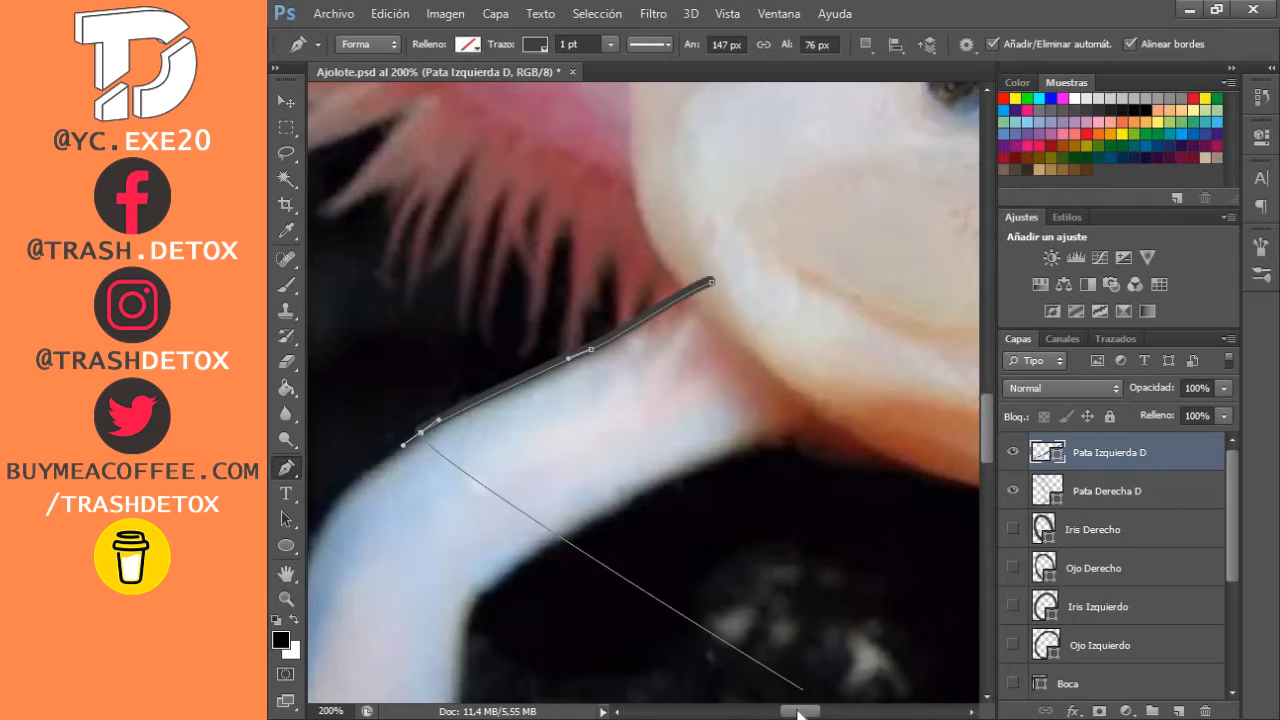 @YC.EXE20
@TRASH.DETOX
@TRASHDETOX
BUYMEACOFFEE.COM
/TRASHDETOX
Ps Archivo Edición Imagen Capa Texto Selección Filtro 3D Vista Ventana Ayuda
Forma Relleno: Trazo: 1 pt An: 147 px Al: 76 px Añadir/Eliminar automát. Alinear bordes
Ajolote.psd al 200% (Pata Izquierda D, RGB/8) *
Color Muestras
Ajustes Estilos
Añadir un ajuste
Capas Canales Trazados
Tipo
Normal Opacidad: 100%
Bloq.: Relleno: 100%
Pata Izquierda D
Pata Derecha D
Iris Derecho
Ojo Derecho
Iris Izquierdo
Ojo Izquierdo
Boca
200% Doc: 11,4 MB/5,55 MB